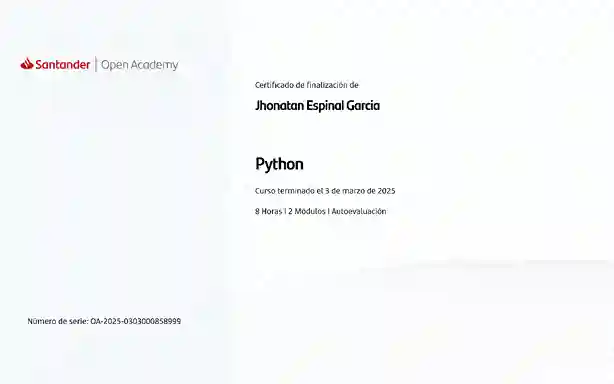 Santander | Open Academy
Certificado de finalización de
Jhonatan Espinal Garcia
Python
Curso terminado el 3 de marzo de 2025
8 Horas | 2 Módulos | Autoevaluación
Número de serie: OA-2025-0303000858999